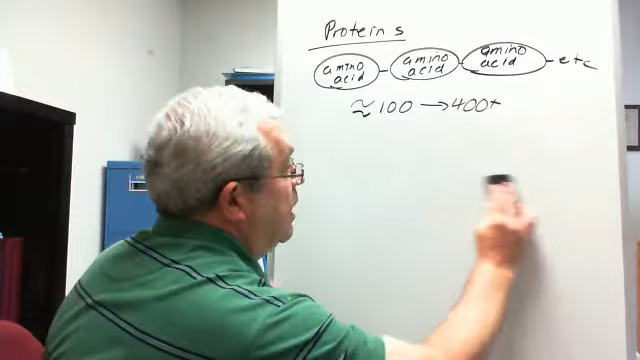 Proteins
amino acid - amino acid - amino acid - etc
≈ 100 → 400+